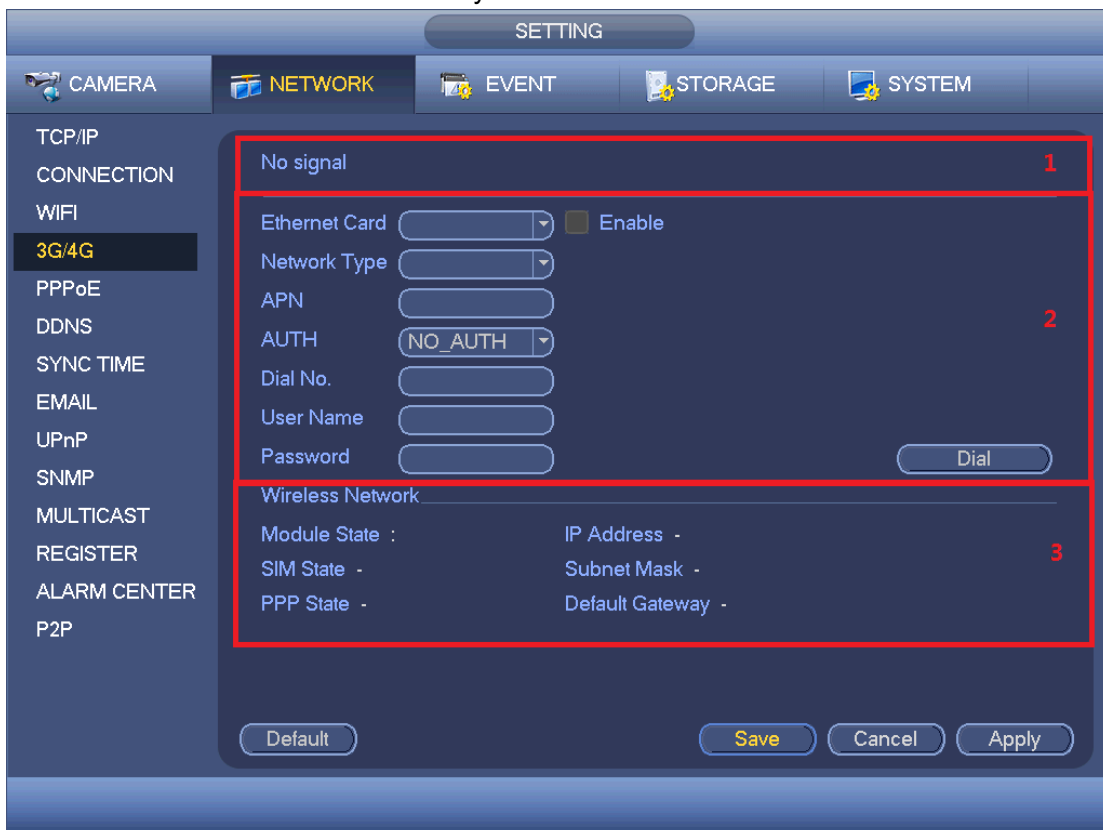 SETTING
CAMERA NETWORK EVENT STORAGE SYSTEM
TCP/IP
CONNECTION
WIFI
3G/4G
PPPoE
DDNS
SYNC TIME
EMAIL
UPnP
SNMP
MULTICAST
REGISTER
ALARM CENTER
P2P
No signal 1
Ethernet Card Enable
Network Type
APN
2
AUTH NO_AUTH
Dial No.
User Name
Password Dial
Wireless Network
Module State : IP Address -
3
SIM State - Subnet Mask -
PPP State - Default Gateway -
Default Save Cancel Apply